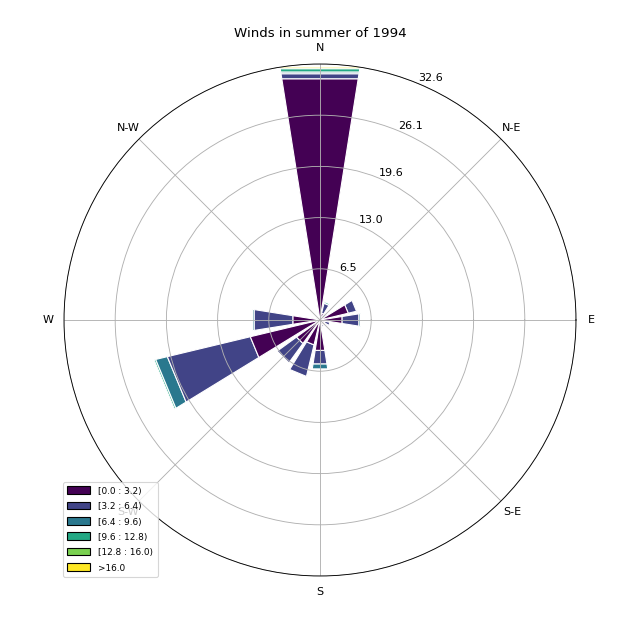 Winds in summer of 1994
N
32.6
N-W
26.1
N-E
19.6
13.0
6.5
W
E
[0.0 : 3.2)
[3.2 : 6.4)
S-W
S-E
[6.4 : 9.6)
[9.6 : 12.8)
[12.8 : 16.0)
>16.0
S